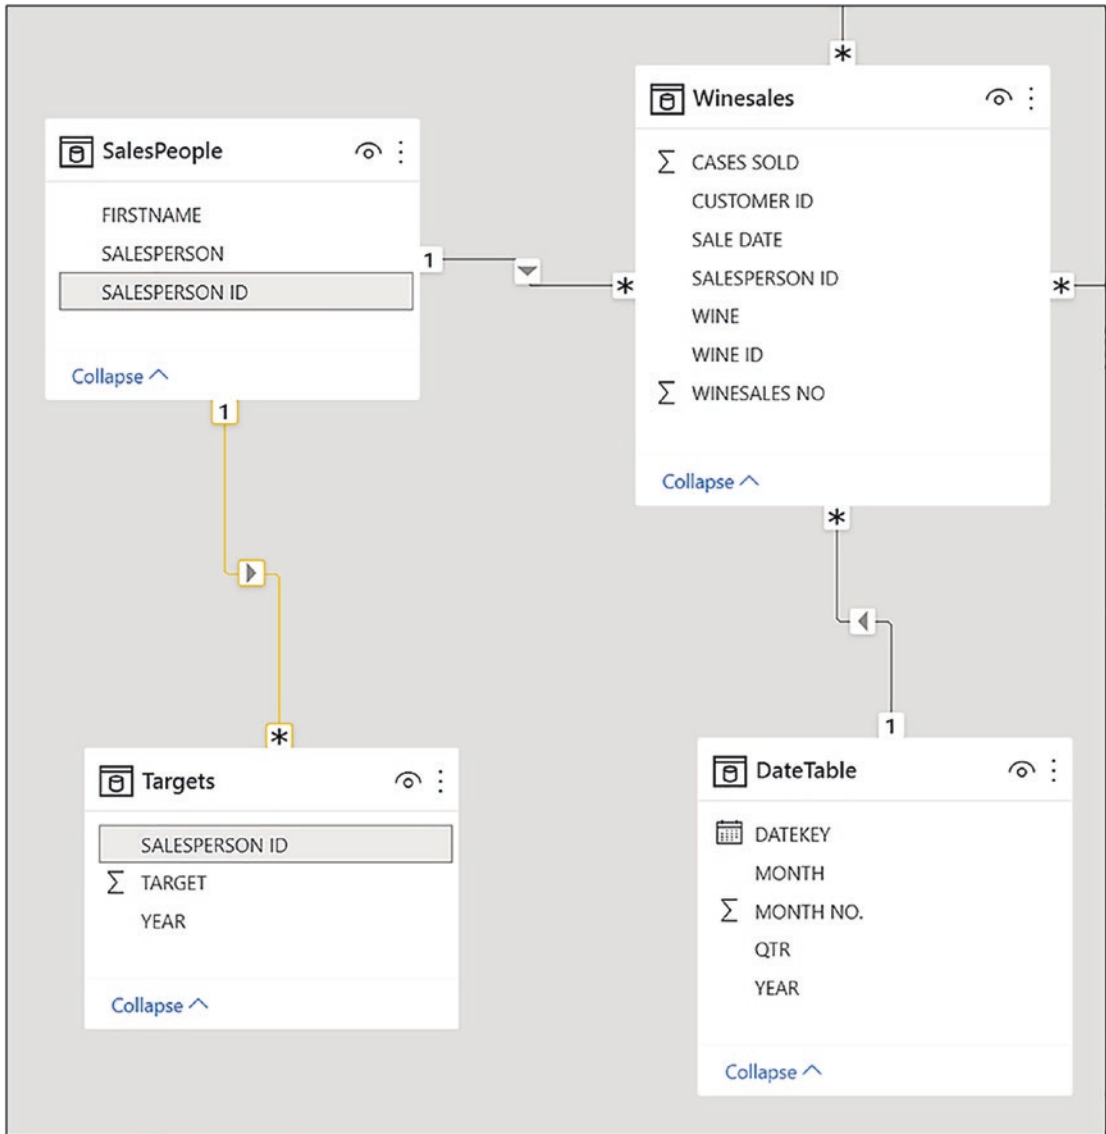 *
Winesales
CASES SOLD
CUSTOMER ID
SALE DATE
SALESPERSON ID
WINE
WINE ID
WINESALES NO
Collapse
*
*
*
SalesPeople
FIRSTNAME
SALESPERSON
SALESPERSON ID
Collapse
1
1
*
Targets
SALESPERSON ID
TARGET
YEAR
Collapse
1
DateTable
DATEKEY
MONTH
MONTH NO.
QTR
YEAR
Collapse